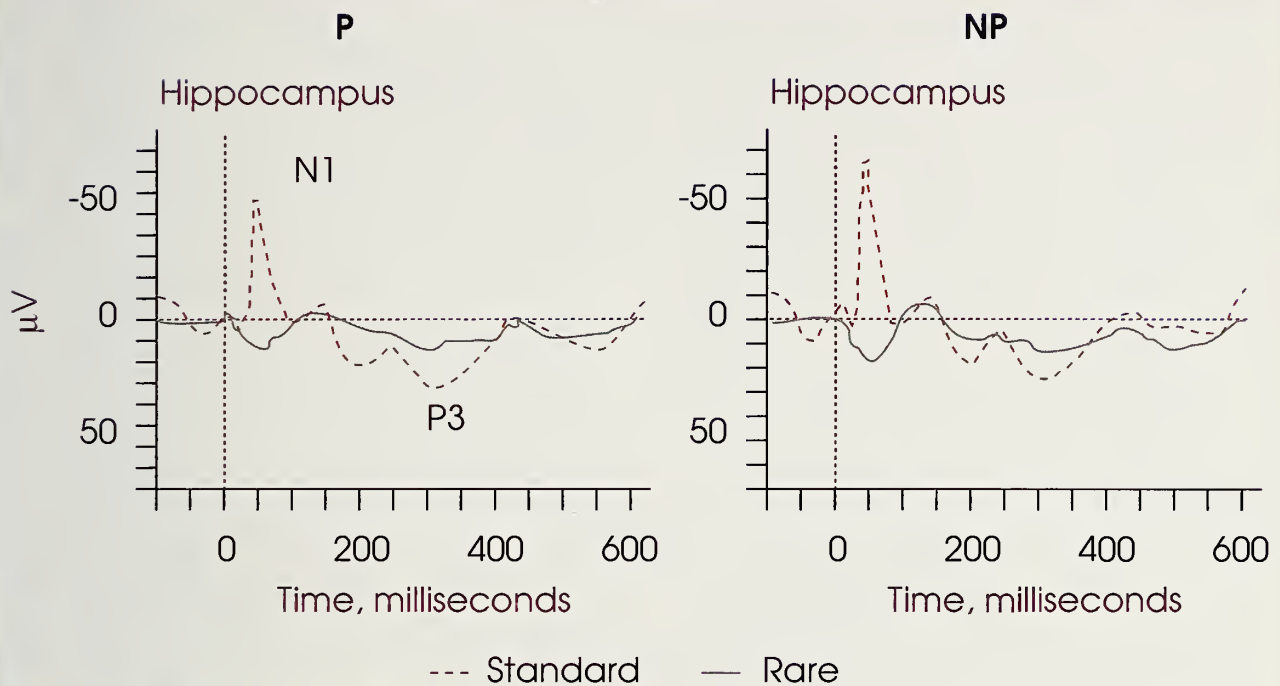 P
NP
Hippocampus
Hippocampus
N1
-50
-50
µV
0
0
P3
50
50
0 200 400 600
0 200 400 600
Time, milliseconds
Time, milliseconds
--- Standard — Rare